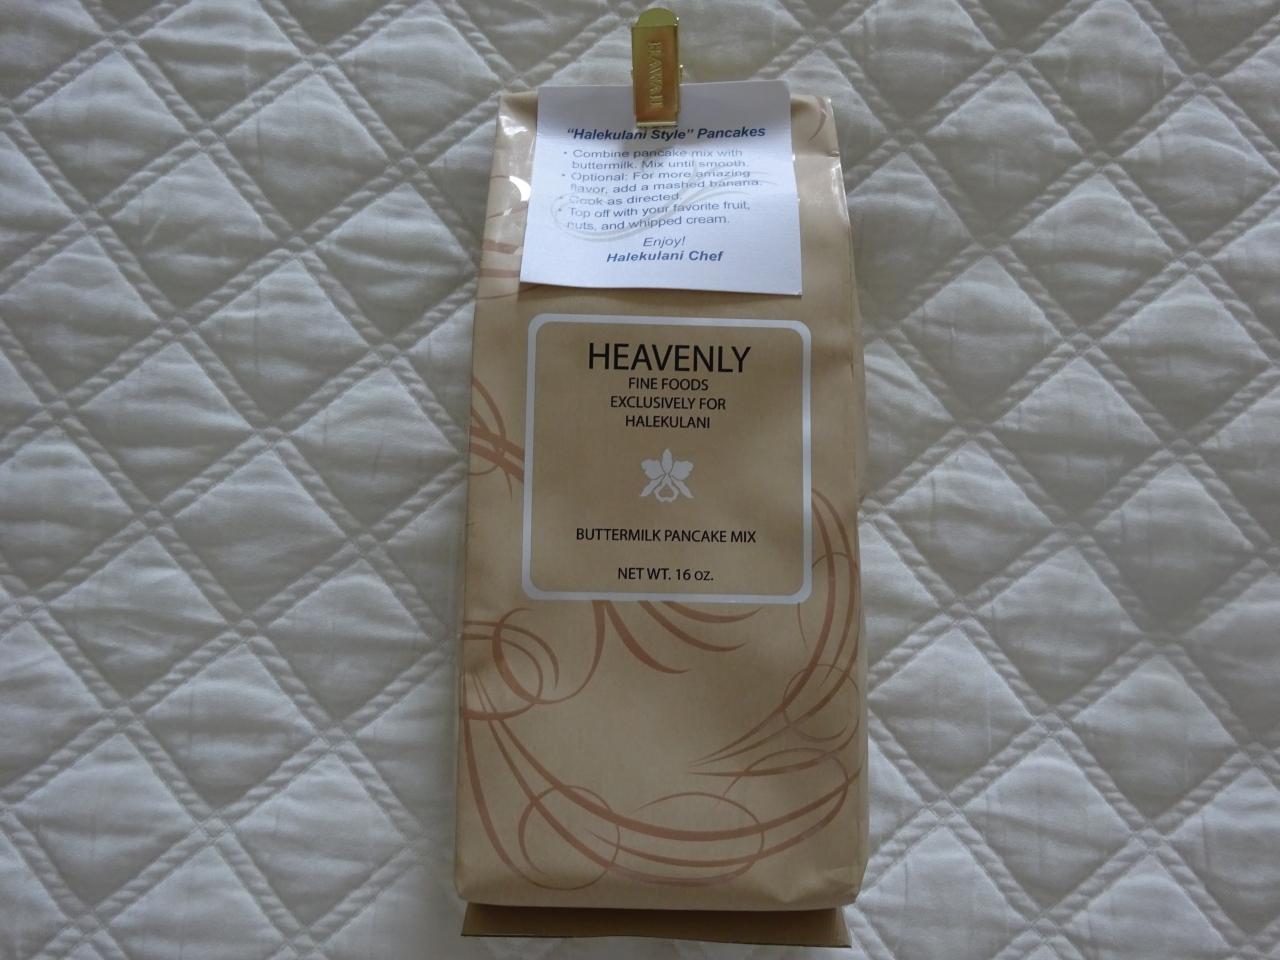 HAWAII
"Halekulani Style" Pancakes
• Combine pancake mix with
buttermilk. Mix until smooth.
• Optional: For more amazing
flavor, add a mashed banana.
• Cook as directed.
• Top off with your favorite fruit,
nuts, and whipped cream.
Enjoy!
Halekulani Chef
HEAVENLY
FINE FOODS
EXCLUSIVELY FOR
HALEKULANI
BUTTERMILK PANCAKE MIX
NET WT. 16 oz.